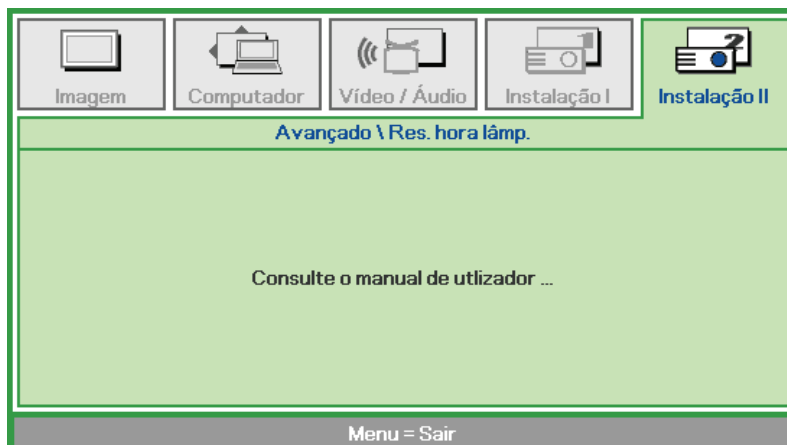 Imagem Computador Vídeo / Áudio Instalação I Instalação II
Avançado \ Res. hora lâmp.
Consulte o manual de utlizador ...
Menu = Sair